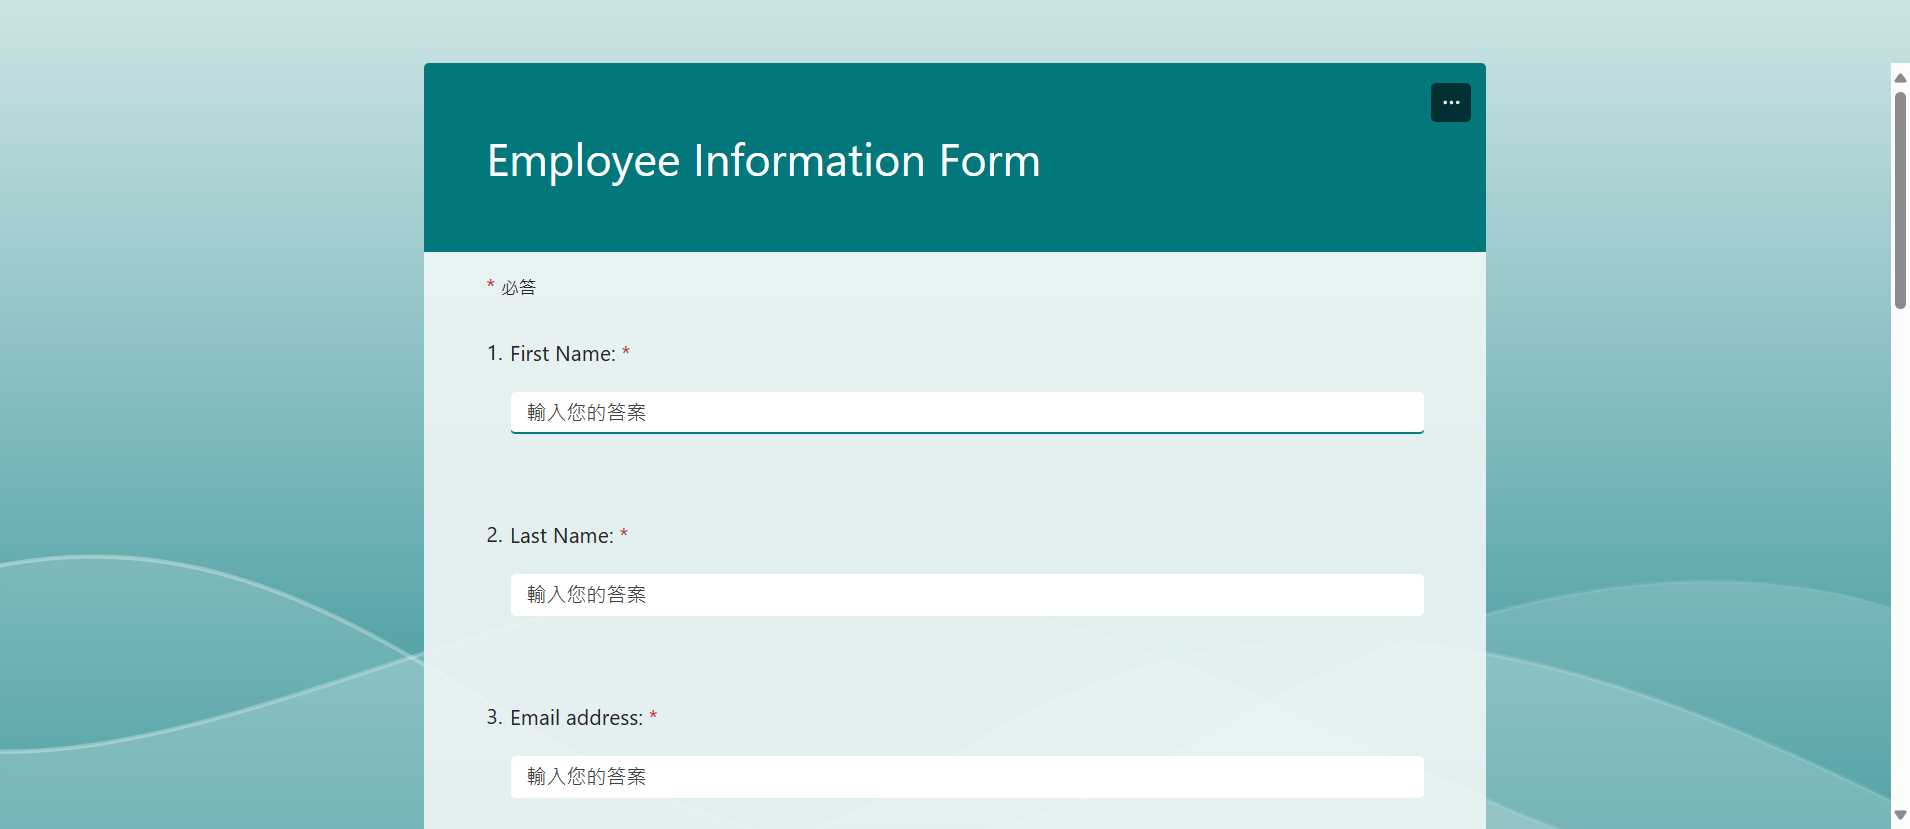 Employee Information Form
* 必答
1. First Name: *
輸入您的答案
2. Last Name: *
輸入您的答案
3. Email address: *
輸入您的答案